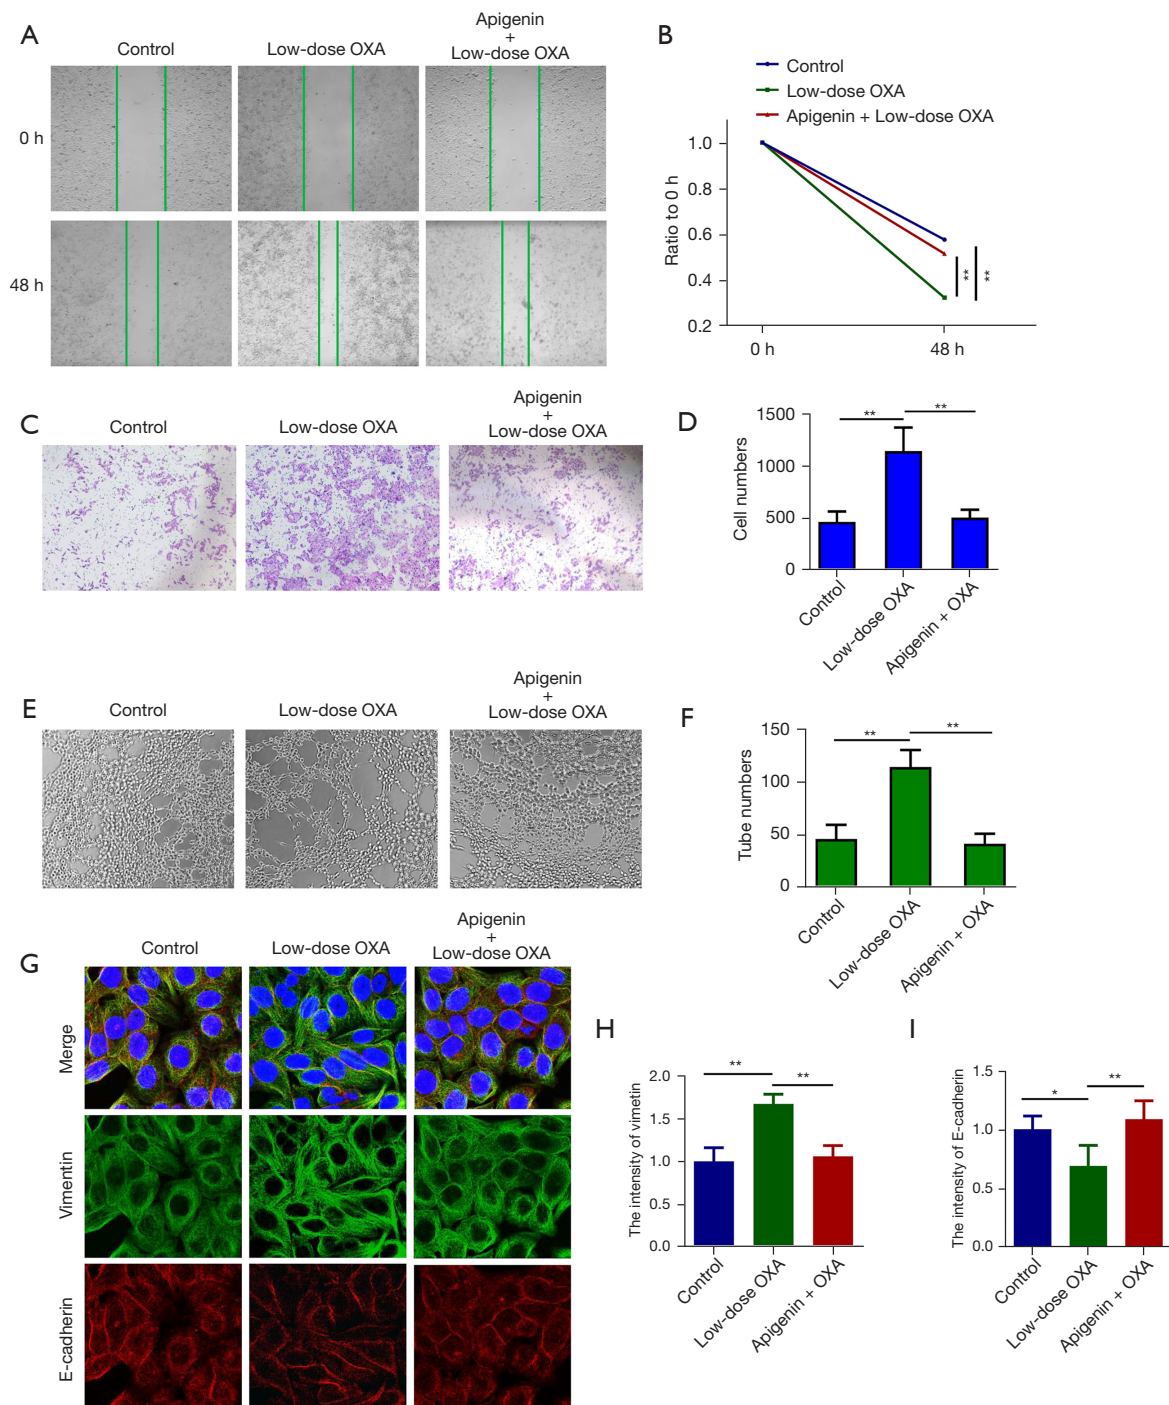 A
Control
Low-dose OXA
Apigenin
+
Low-dose OXA
0 h
48 h
B
Control
Low-dose OXA
Apigenin + Low-dose OXA
Ratio to 0 h
1.0
0.8
0.6
0.4
0.2
0 h
48 h
**
**
C
Control
Low-dose OXA
Apigenin
+
Low-dose OXA
D
Cell numbers
1500
1000
500
0
**
**
Control
Low-dose OXA
Apigenin + OXA
E
Control
Low-dose OXA
Apigenin
+
Low-dose OXA
F
Tube numbers
150
100
50
0
**
**
Control
Low-dose OXA
Apigenin + OXA
G
Control
Low-dose OXA
Apigenin
+
Low-dose OXA
Merge
Vimentin
E-cadherin
H
The intensity of vimetin
2.0
1.5
1.0
0.5
0.0
**
**
Control
Low-dose OXA
Apigenin + OXA
I
The intensity of E-cadherin
1.5
1.0
0.5
0.0
*
**
Control
Low-dose OXA
Apigenin + OXA